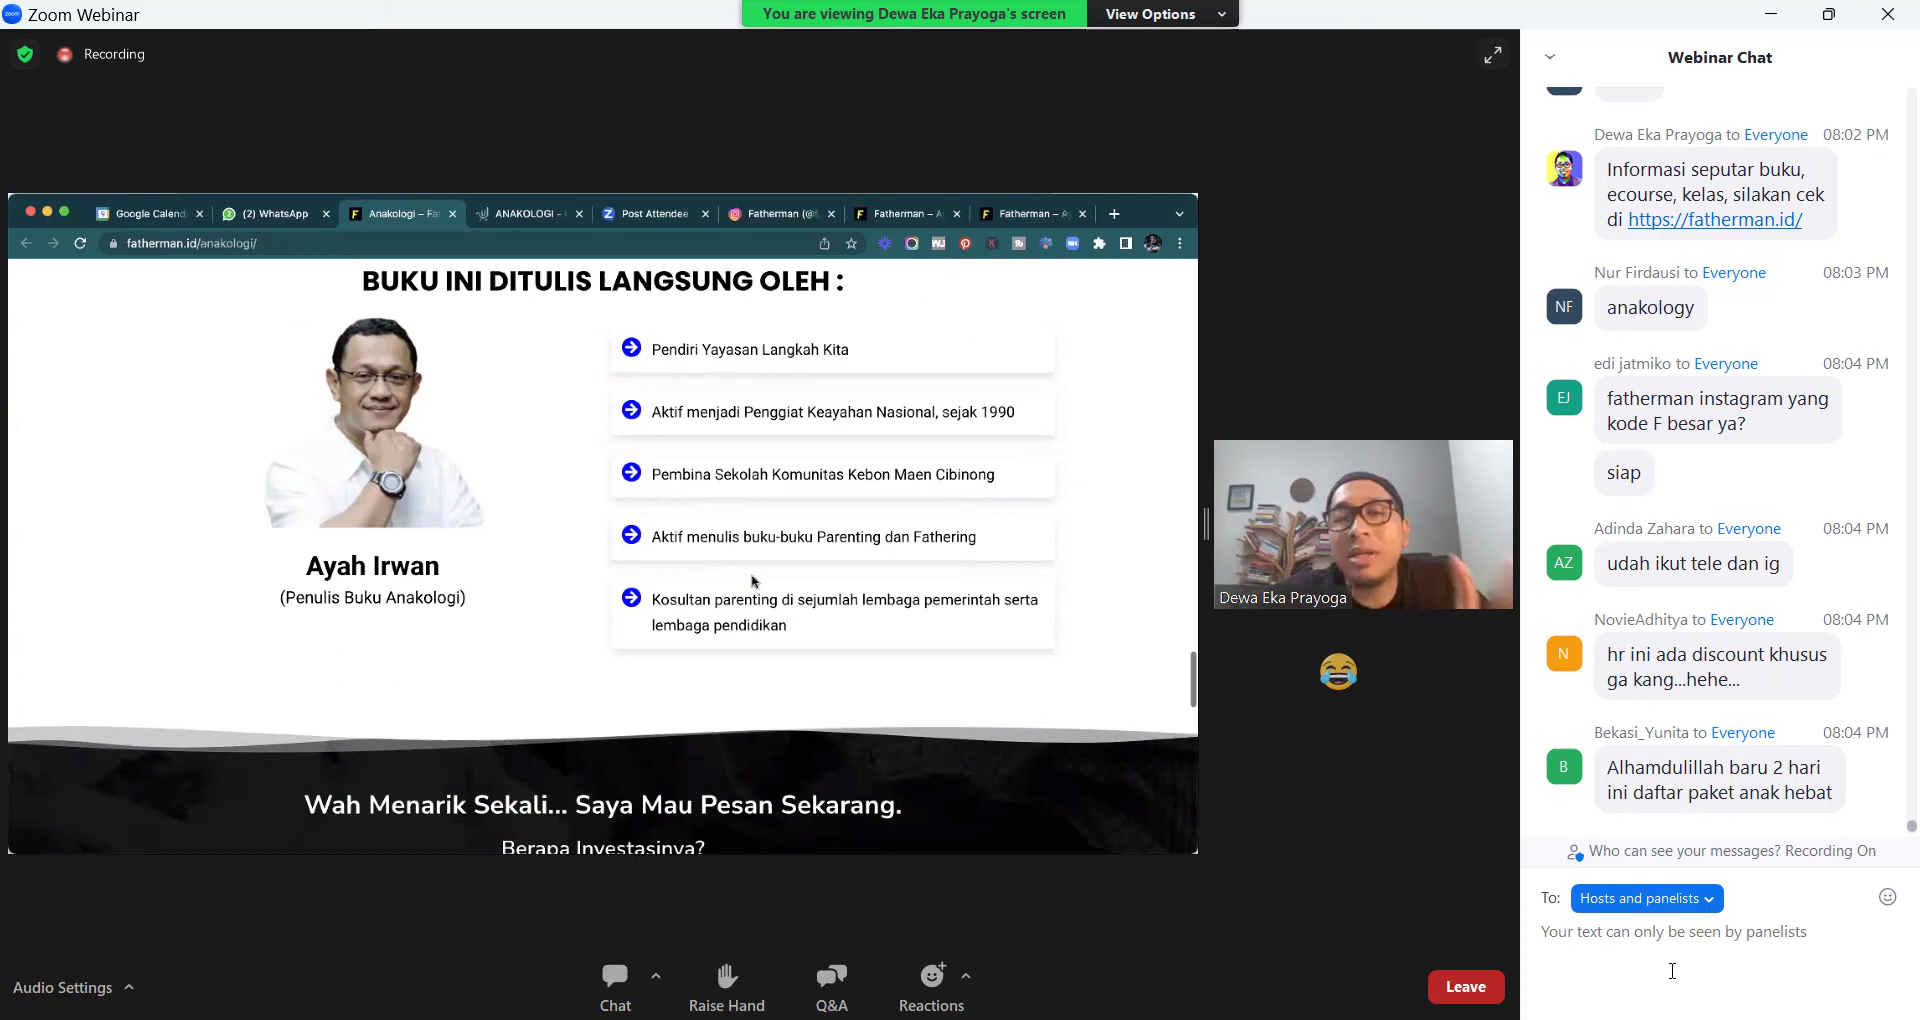 Zoom Webinar
You are viewing Dewa Eka Prayoga's screen
View Options
Recording
Google Calend
(2) WhatsApp
Anakologi – Fat
ANAKOLOGI –
Post Attendee
Fatherman (@
Fatherman – A
Fatherman – A
fatherman.id/anakologi/
BUKU INI DITULIS LANGSUNG OLEH :
Pendiri Yayasan Langkah Kita
Aktif menjadi Penggiat Keayahan Nasional, sejak 1990
Pembina Sekolah Komunitas Kebon Maen Cibinong
Aktif menulis buku-buku Parenting dan Fathering
Kosultan parenting di sejumlah lembaga pemerintah serta
lembaga pendidikan
Ayah Irwan
(Penulis Buku Anakologi)
Wah Menarik Sekali... Saya Mau Pesan Sekarang.
Berapa Investasinya?
Dewa Eka Prayoga
Webinar Chat
Dewa Eka Prayoga to Everyone 08:02 PM
Informasi seputar buku,
ecourse, kelas, silakan cek
di https://fatherman.id/
Nur Firdausi to Everyone 08:03 PM
NF
anakology
edi jatmiko to Everyone 08:04 PM
EJ
fatherman instagram yang
kode F besar ya?
siap
Adinda Zahara to Everyone 08:04 PM
AZ
udah ikut tele dan ig
NovieAdhitya to Everyone 08:04 PM
N
hr ini ada discount khusus
ga kang...hehe...
Bekasi_Yunita to Everyone 08:04 PM
B
Alhamdulillah baru 2 hari
ini daftar paket anak hebat
Who can see your messages? Recording On
To: Hosts and panelists
Your text can only be seen by panelists
Audio Settings
Chat
Raise Hand
Q&A
Reactions
Leave